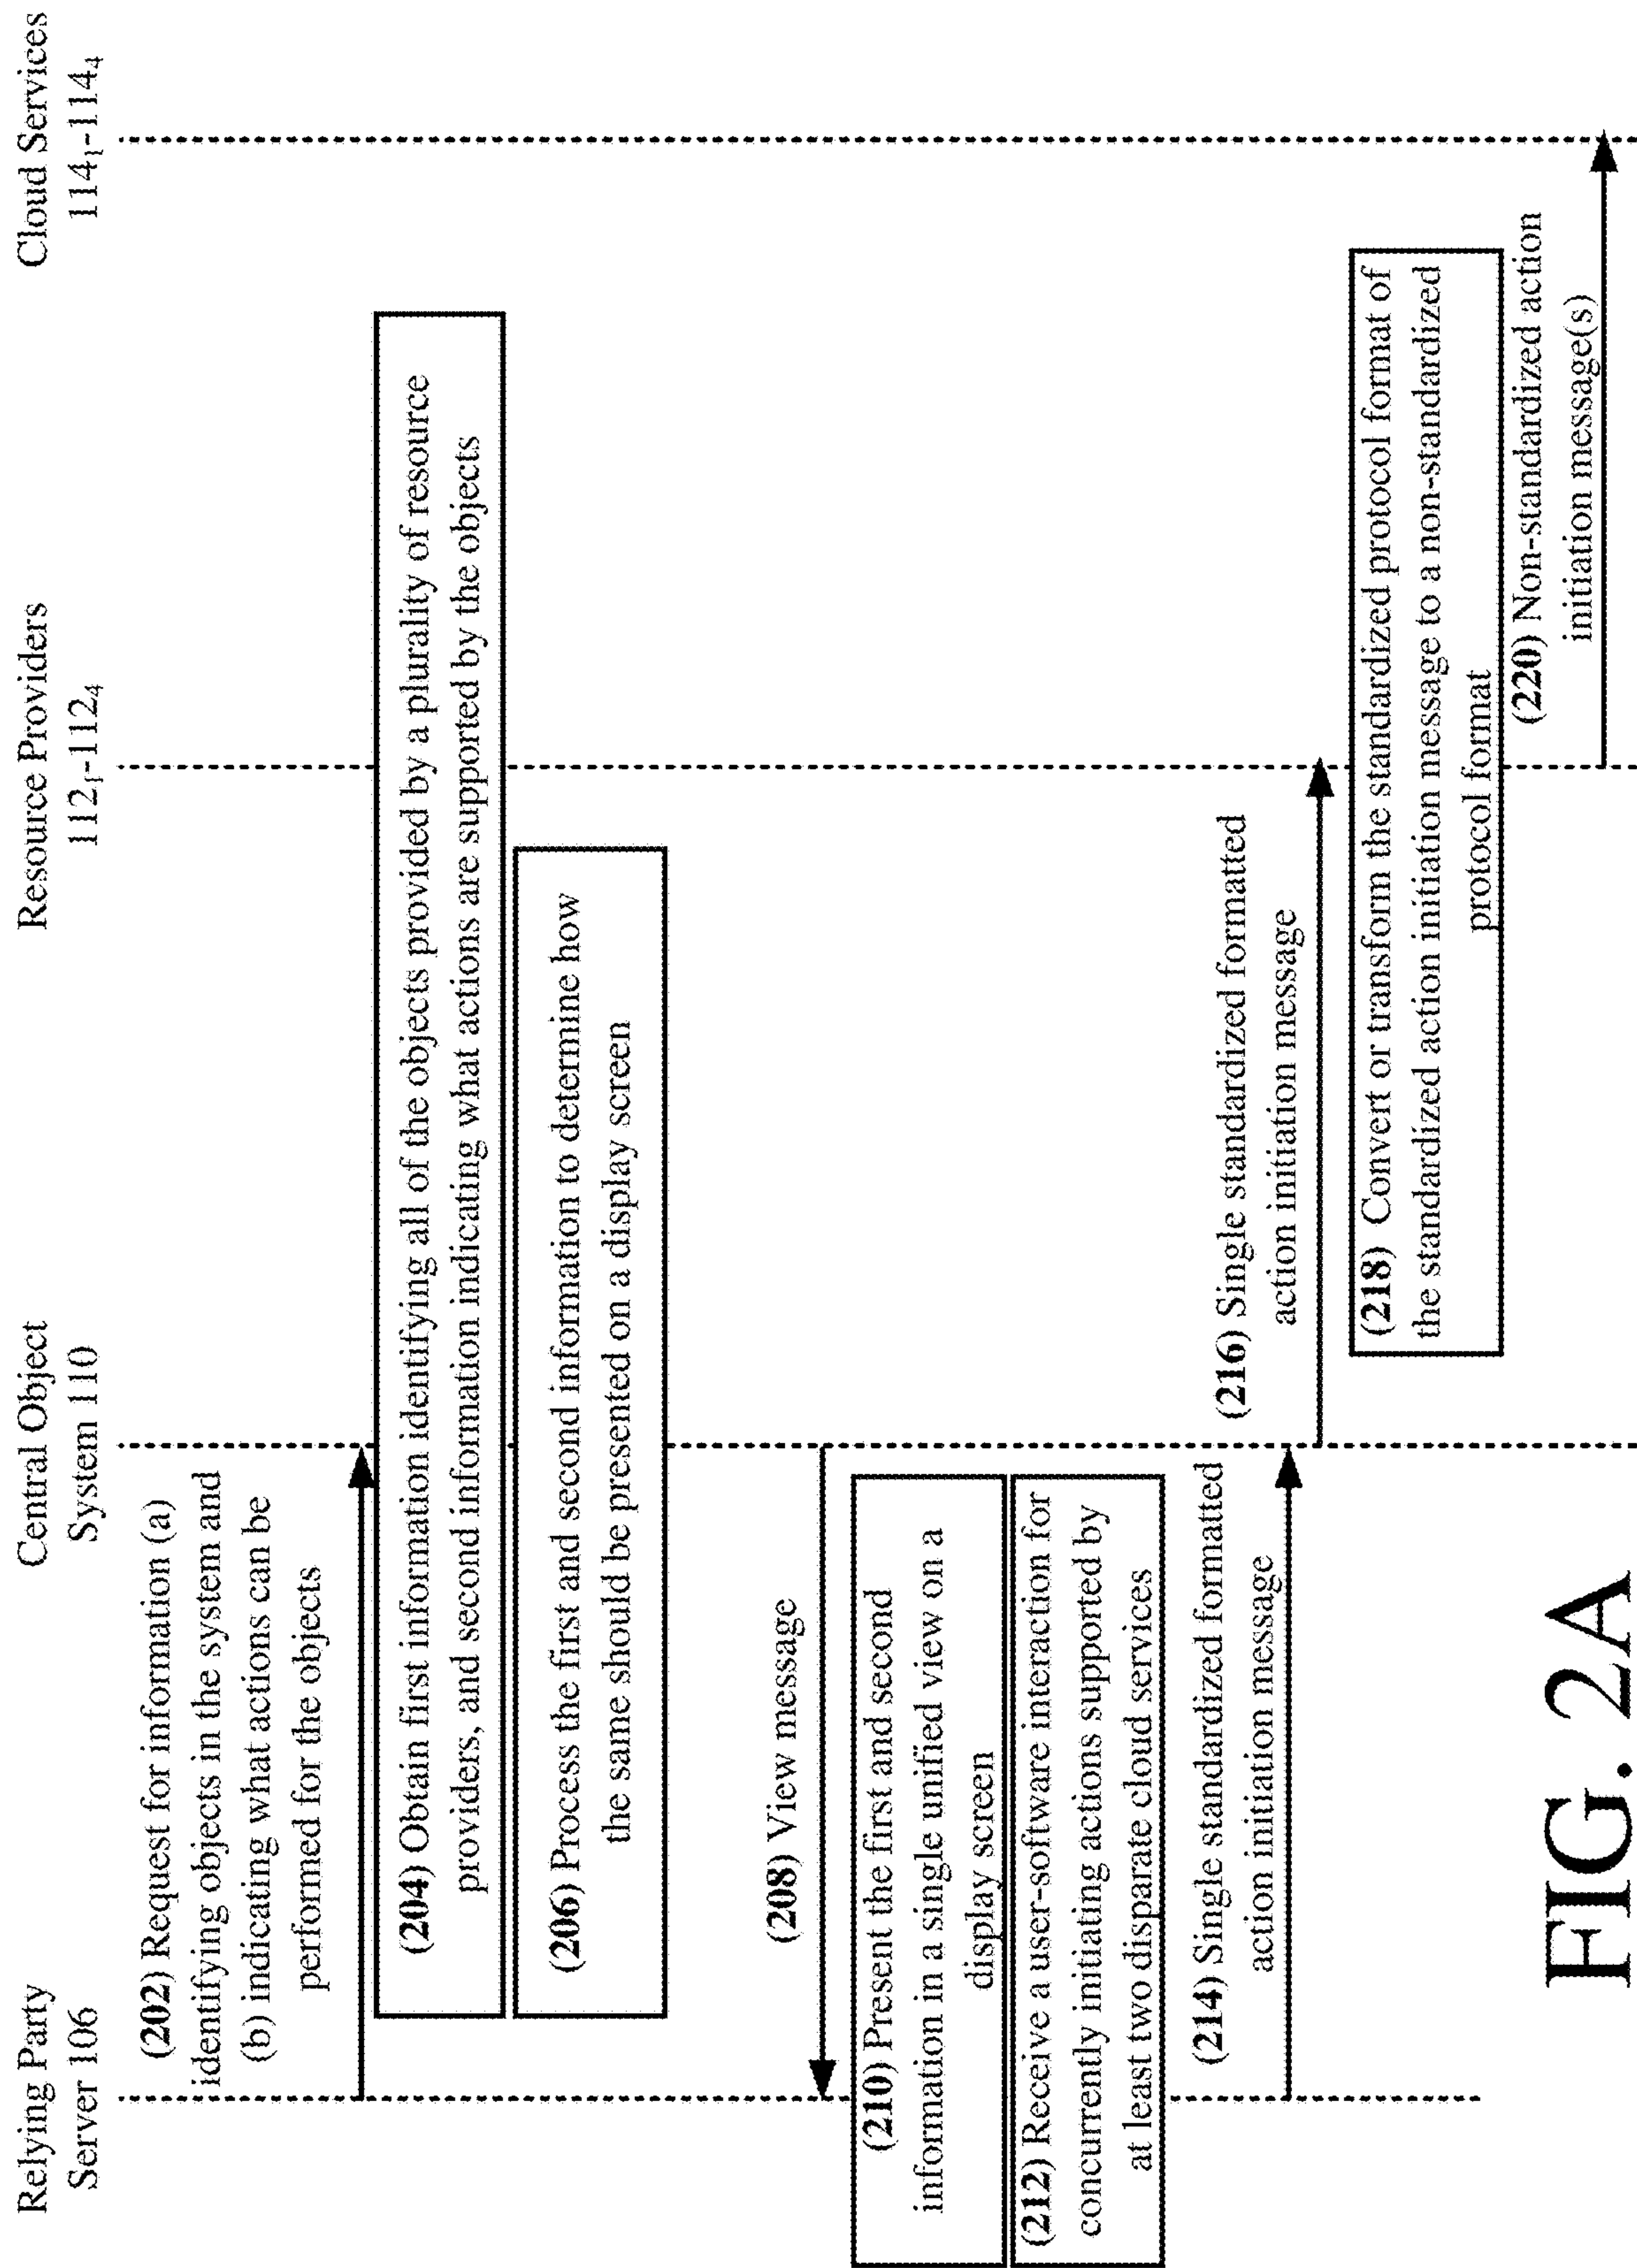 Relying Party
Server 106
Central Object
System 110
Resource Providers
112₁-112₄
Cloud Services
114₁-114₄
(202) Request for information (a)
identifying objects in the system and
(b) indicating what actions can be
performed for the objects
(204) Obtain first information identifying all of the objects provided by a plurality of resource
providers, and second information indicating what actions are supported by the objects
(206) Process the first and second information to determine how
the same should be presented on a display screen
(208) View message
(210) Present the first and second
information in a single unified view on a
display screen
(212) Receive a user-software interaction for
concurrently initiating actions supported by
at least two disparate cloud services
(214) Single standardized formatted
action initiation message
(216) Single standardized formatted
action initiation message
(218) Convert or transform the standardized protocol format of
the standardized action initiation message to a non-standardized
protocol format
(220) Non-standardized action
initiation message(s)
FIG. 2A